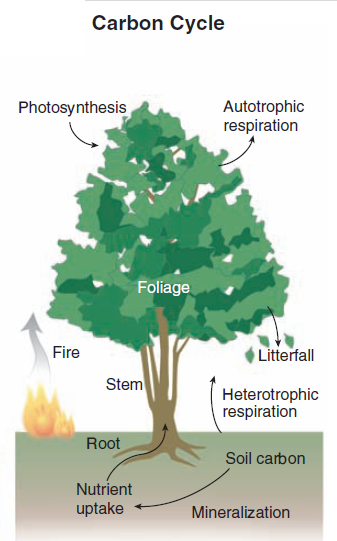 Carbon Cycle
Photosynthesis
Autotrophic
respiration
Foliage
Fire
Litterfall
Stem
Heterotrophic
respiration
Root
Soil carbon
Nutrient
uptake
Mineralization